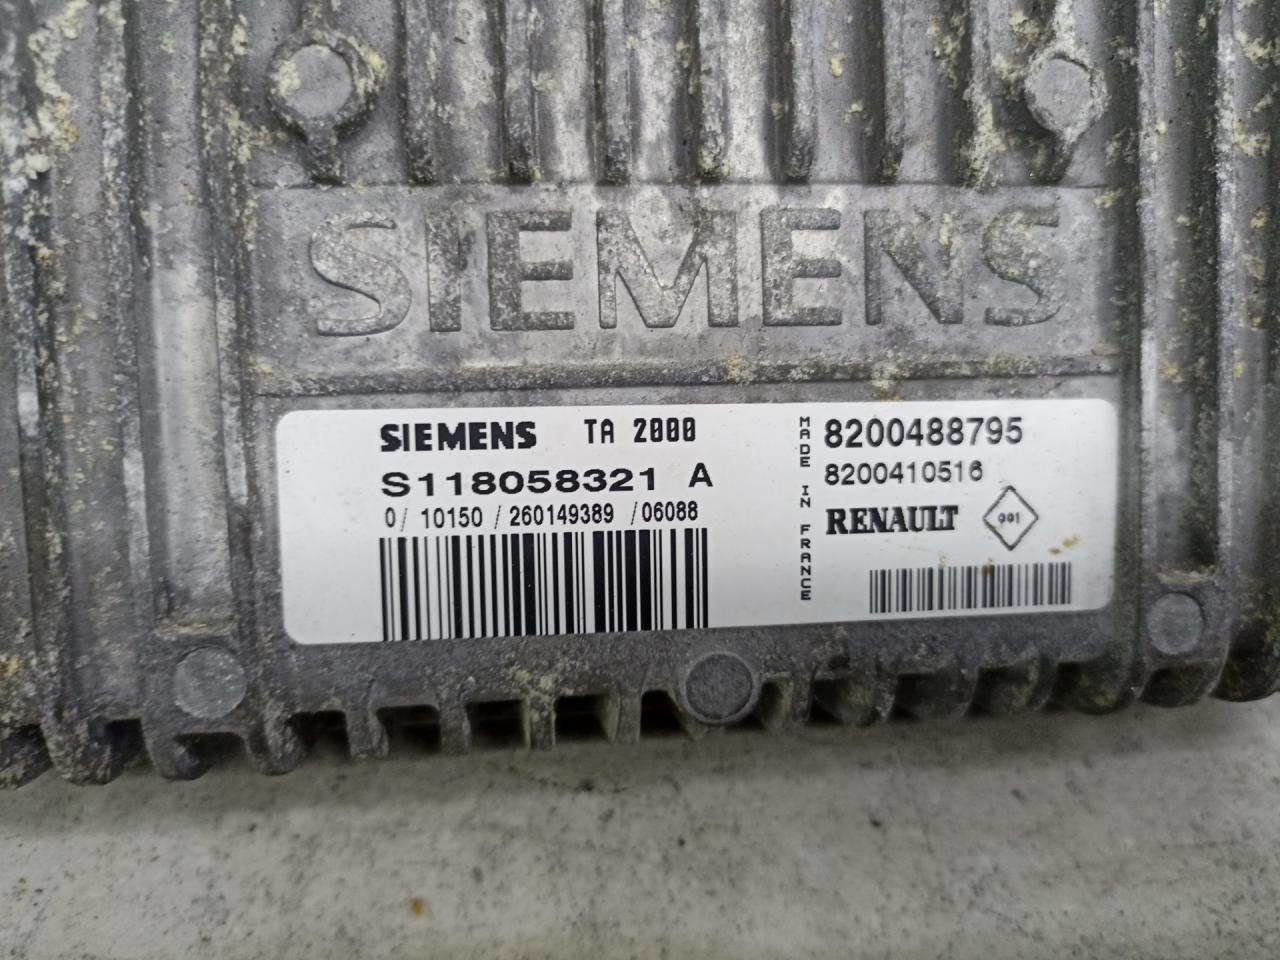 SIEMENS
SIEMENS TA 2000
S118058321 A
0/ 10150 / 260149389 /06088
MADE IN FRANCE
8200488795
8200410516
RENAULT